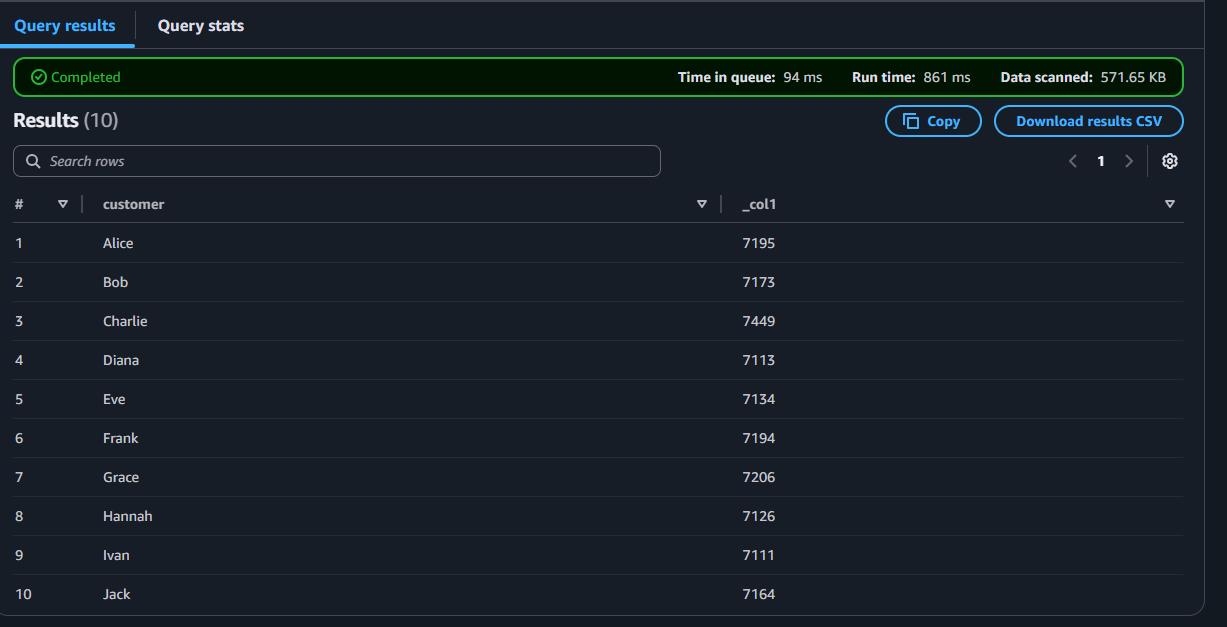 Query results Query stats
Completed Time in queue: 94 ms Run time: 861 ms Data scanned: 571.65 KB
Results (10) Copy Download results CSV
Search rows 1
# customer _col1
1 Alice 7195
2 Bob 7173
3 Charlie 7449
4 Diana 7113
5 Eve 7134
6 Frank 7194
7 Grace 7206
8 Hannah 7126
9 Ivan 7111
10 Jack 7164